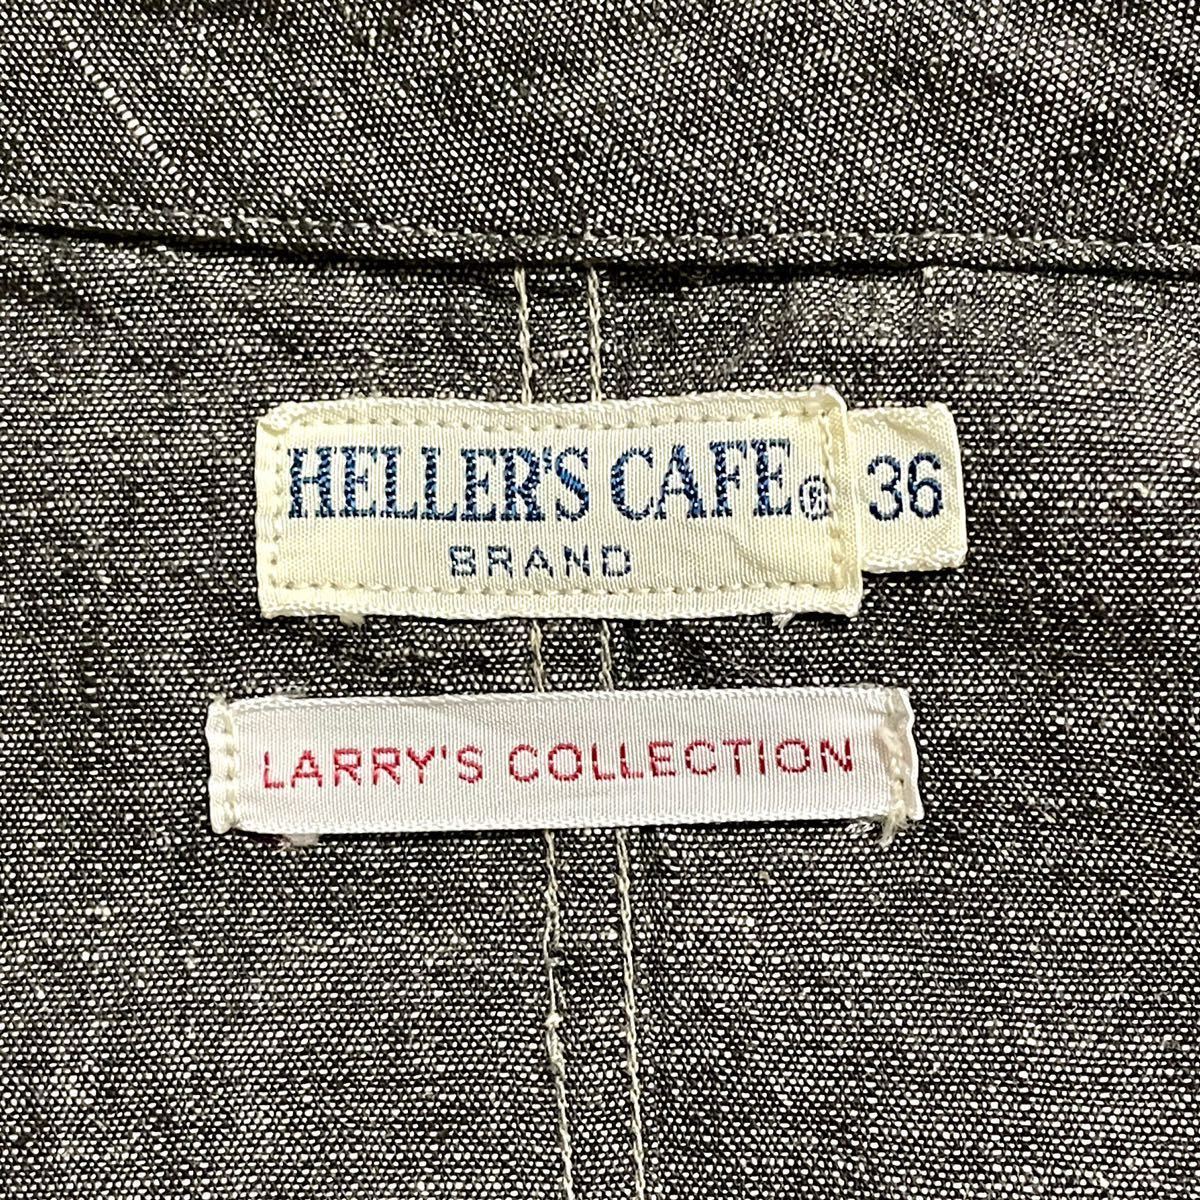 HELLER'S CAFE® 36
BRAND
LARRY'S COLLECTION